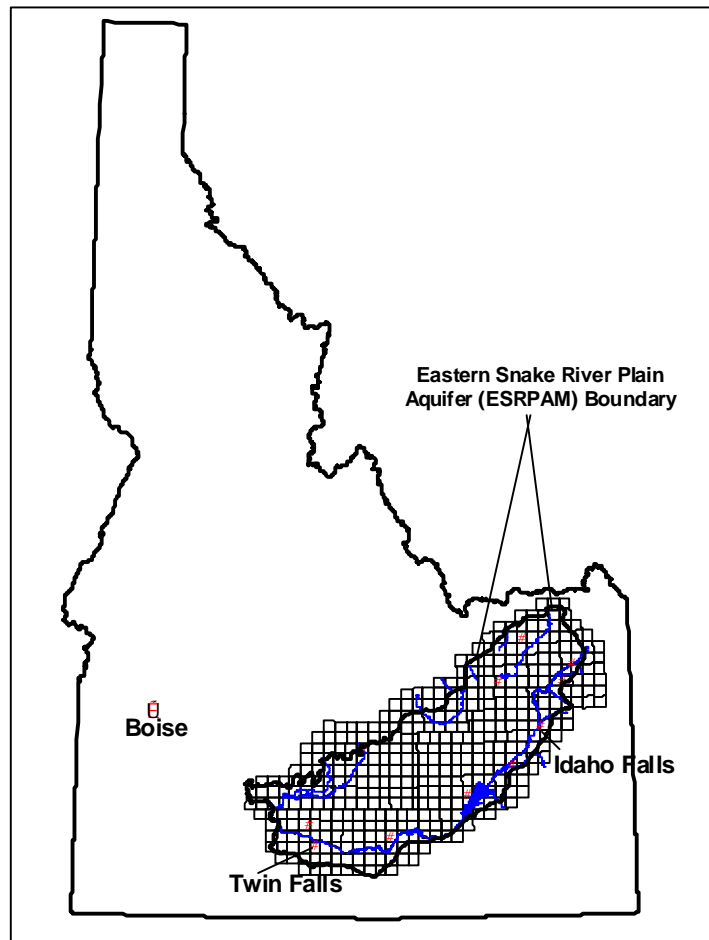 Eastern Snake River Plain
Aquifer (ESRPAM) Boundary
Boise
Idaho Falls
Twin Falls